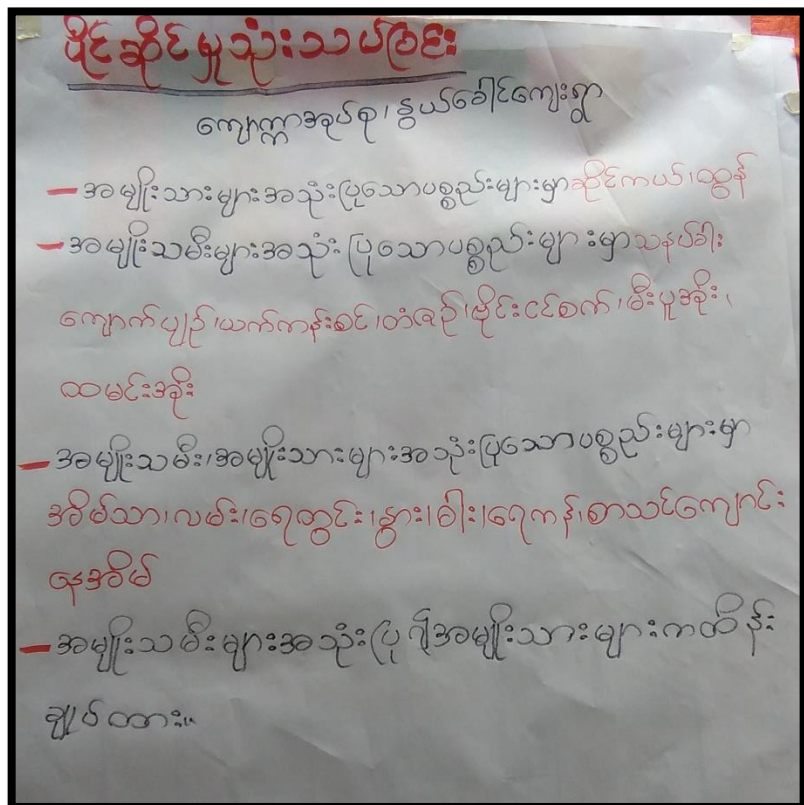 ပိုင်ဆိုင်မှုသုံးသပ်ခြင်း
ကျောက္ကာအုပ်စု၊ နွယ်ခေါင်ကျေးရွာ
– အမျိုးသားများအသုံးပြုသောပစ္စည်းများမှာဆိုင်ကယ်၊ထွန်
– အမျိုးသမီးများအသုံးပြုသောပစ္စည်းများမှာသနပ်ခါး
ကျောက်ပျဉ်၊ယက်ကန်းစင်၊တံဇဉ်၊ဗိုင်းငင်စက်၊မီးပူအိုး၊
ထမင်းအိုး
– အမျိုးသမီး၊အမျိုးသားများအသုံးပြုသောပစ္စည်းများမှာ
အိမ်သာ၊လမ်း၊ရေတွင်း၊နွား၊ဓါး၊ရေကန်၊စာသင်ကျောင်း
နေအိမ်
– အမျိုးသမီးများအသုံးပြု၍အမျိုးသားများကထိန်း
ချုပ်ထား။